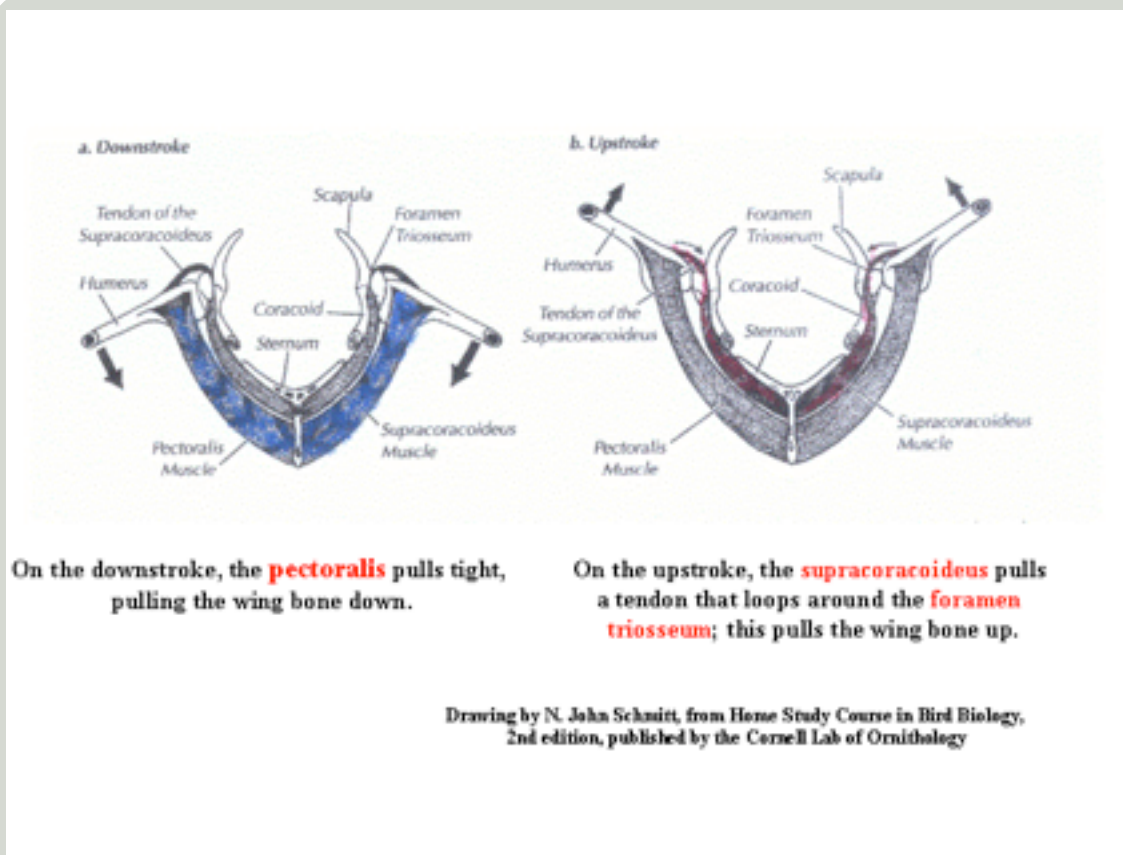 a. Downstroke
Scapula
Tendon of the
Supracoracoideus
Foramen
Triosseum
Humerus
Coracoid
Sternum
Pectoralis
Muscle
Supracoracoideus
Muscle
b. Upstroke
Scapula
Foramen
Triosseum
Humerus
Coracoid
Tendon of the
Supracoracoideus
Sternum
Pectoralis
Muscle
Supracoracoideus
Muscle
On the downstroke, the pectoralis pulls tight,
pulling the wing bone down.
On the upstroke, the supracoracoideus pulls
a tendon that loops around the foramen
triosseum; this pulls the wing bone up.
Drawing by N. John Schmitt, from Home Study Course in Bird Biology,
2nd edition, published by the Cornell Lab of Ornithology